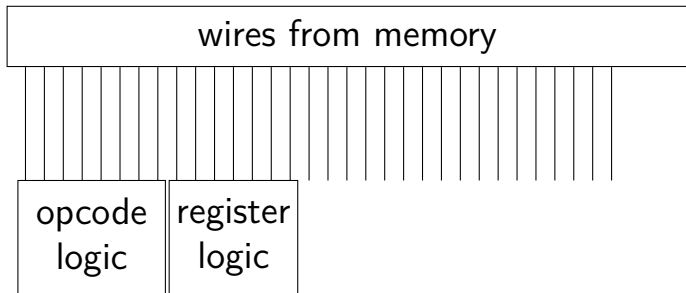 wires from memory
opcode
logic
register
logic